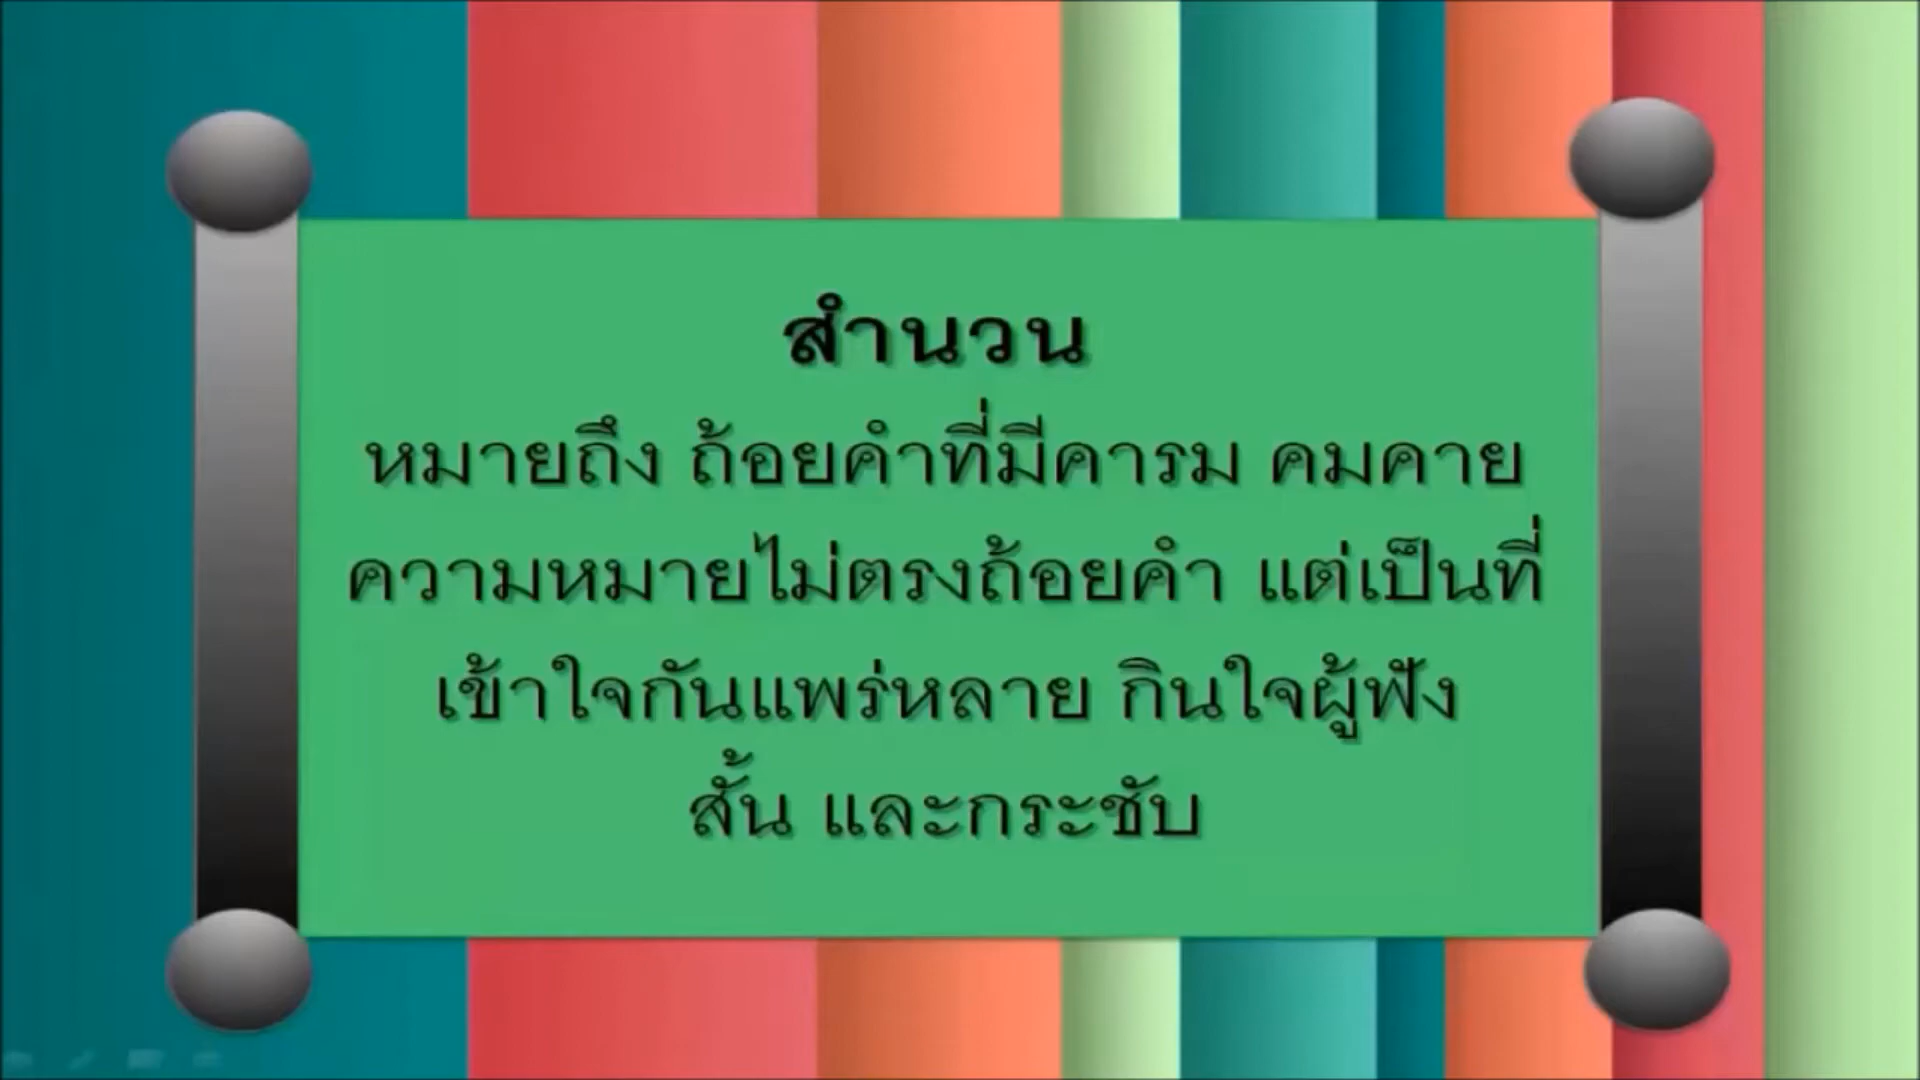 สำนวน
หมายถึง ถ้อยคำที่มีคารม คมคาย
ความหมายไม่ตรงถ้อยคำ แต่เป็นที่
เข้าใจกันแพร่หลาย กินใจผู้ฟัง
สั้น และกระชับ